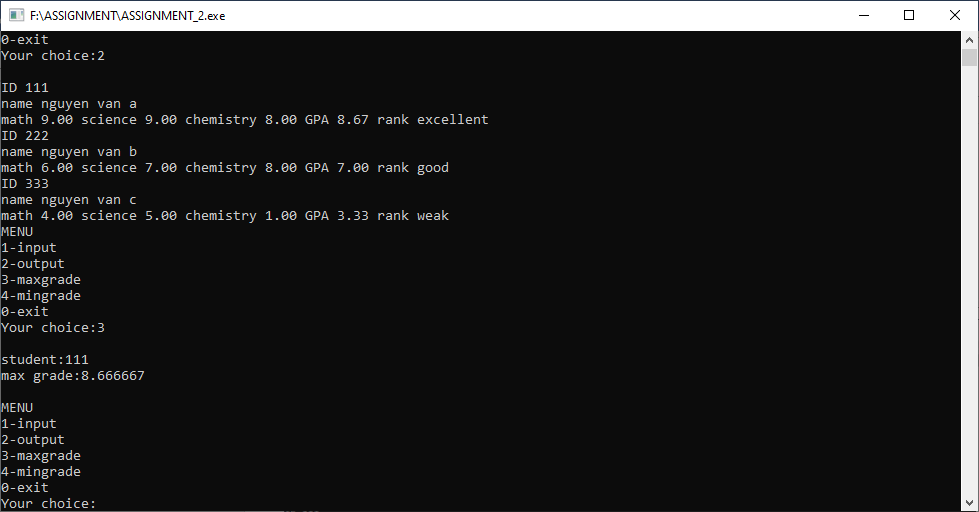 F:\ASSIGNMENT\ASSIGNMENT_2.exe
0-exit
Your choice:2
ID 111
name nguyen van a
math 9.00 science 9.00 chemistry 8.00 GPA 8.67 rank excellent
ID 222
name nguyen van b
math 6.00 science 7.00 chemistry 8.00 GPA 7.00 rank good
ID 333
name nguyen van c
math 4.00 science 5.00 chemistry 1.00 GPA 3.33 rank weak
MENU
1-input
2-output
3-maxgrade
4-mingrade
0-exit
Your choice:3
student:111
max grade:8.666667
MENU
1-input
2-output
3-maxgrade
4-mingrade
0-exit
Your choice: